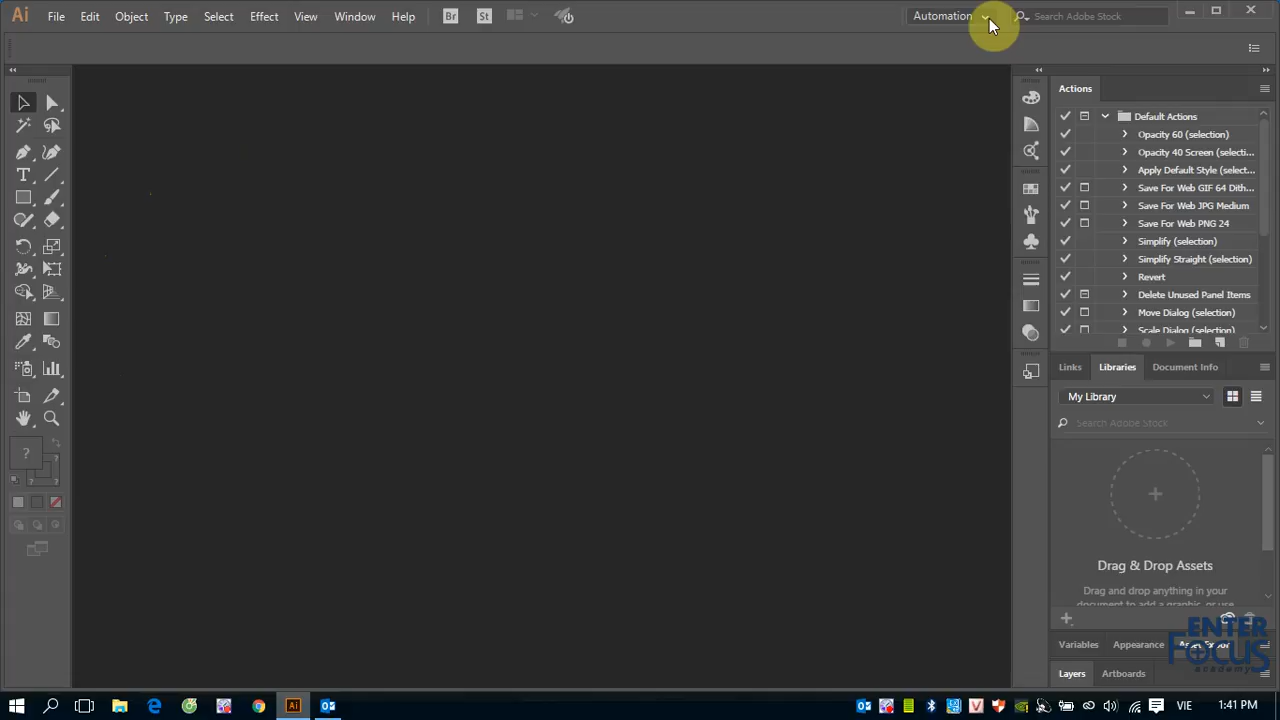 Ai File Edit Object Type Select Effect View Window Help Br St Automation Search Adobe Stock
Actions
Default Actions
Opacity 60 (selection)
Opacity 40 Screen (selecti...
Apply Default Style (select...
Save For Web GIF 64 Dith...
Save For Web JPG Medium
Save For Web PNG 24
Simplify (selection)
Simplify Straight (selection)
Revert
Delete Unused Panel Items
Move Dialog (selection)
Scale Dialog (selection)
Links Libraries Document Info
My Library
Search Adobe Stock
?
?
? ?
Drag & Drop Assets
Drag and drop anything in your
document to add a graphic, or use
ENTER
FOCUS
academy
Variables Appearance Asset Export
Layers Artboards
Ai VIE 1:41 PM